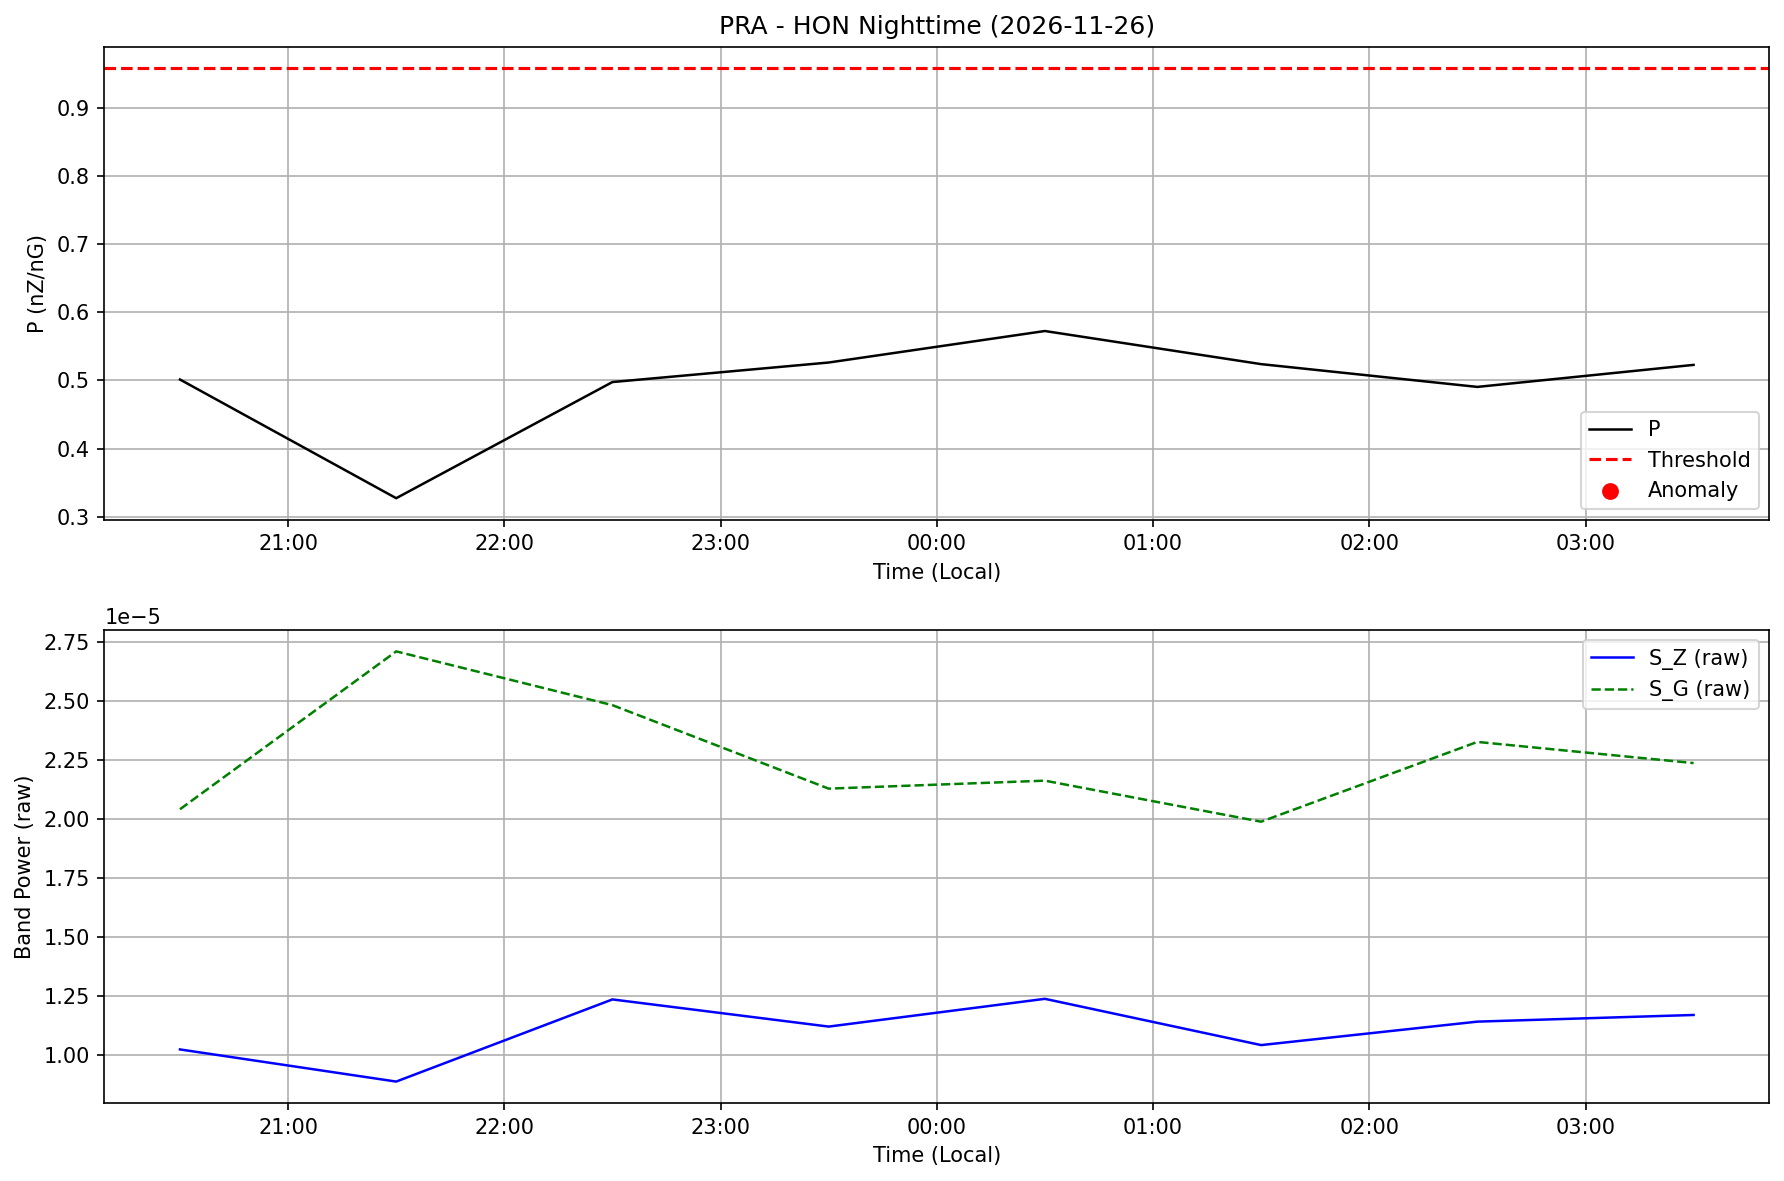 PRA - HON Nighttime (2026-11-26)
P (nZ/nG)
0.9
0.8
0.7
0.6
0.5
0.4
0.3
P
Threshold
Anomaly
21:00 22:00 23:00 00:00 01:00 02:00 03:00
Time (Local)
1e−5
Band Power (raw)
2.75
2.50
2.25
2.00
1.75
1.50
1.25
1.00
S_Z (raw)
S_G (raw)
21:00 22:00 23:00 00:00 01:00 02:00 03:00
Time (Local)